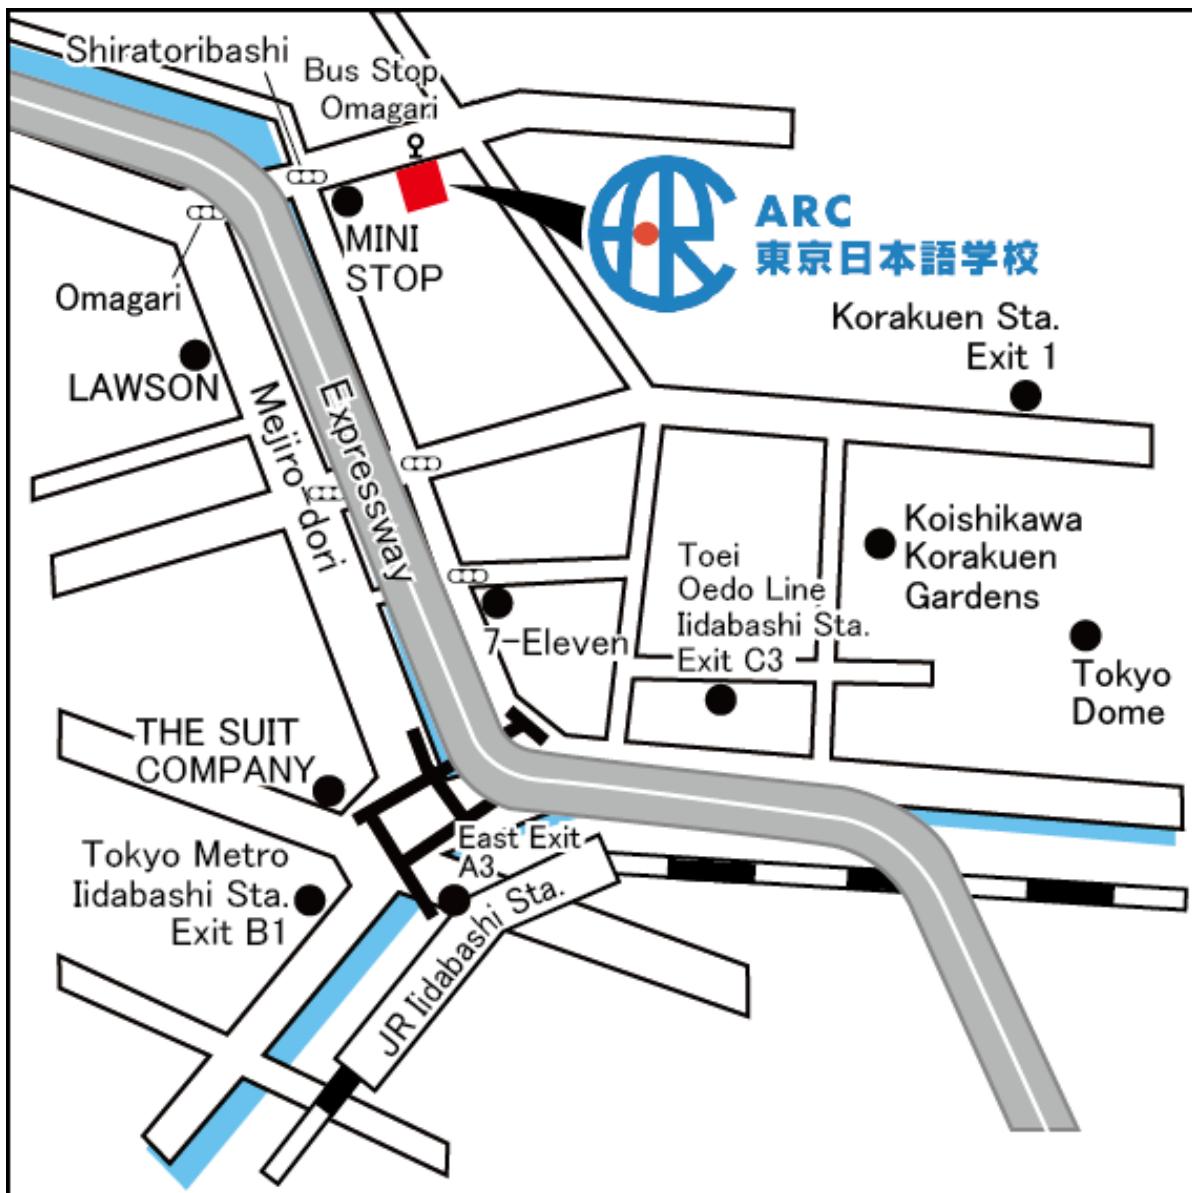 Shiratoribashi
Bus Stop
Omagari
ARC
東京日本語学校
MINI
STOP
Omagari
Korakuen Sta.
Exit 1
LAWSON
Mejiro-dori
Expressway
Koishikawa
Korakuen
Gardens
Toei
Oedo Line
Iidabashi Sta.
Exit C3
7-Eleven
Tokyo
Dome
THE SUIT
COMPANY
East Exit
A3
Tokyo Metro
Iidabashi Sta.
Exit B1
JR Iidabashi Sta.